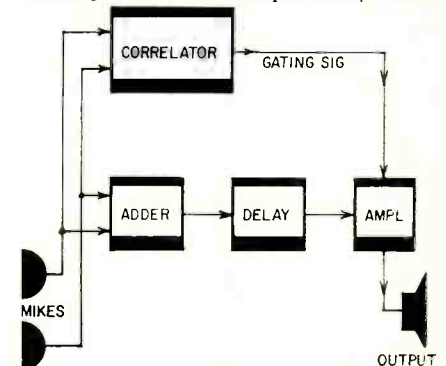 CORRELATOR
GATING SIG
ADDER
DELAY
AMPL
MIKES
OUTPUT